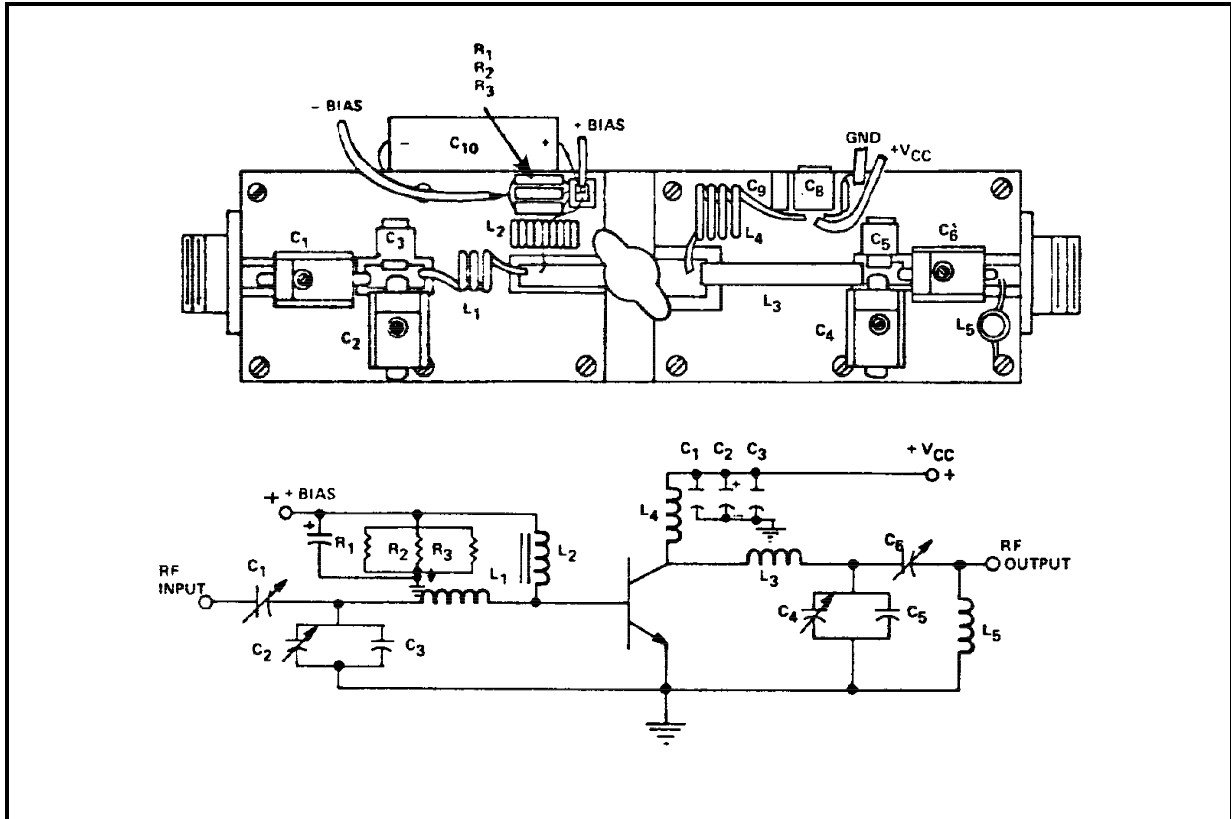 R1
R2
R3
- BIAS
+ BIAS
- C10 +
GND
+VCC
C9
C8
C1
C3
L2
L4
C5
C6
L1
L3
C2
C4
L5
C1 C2 C3
+ VCC
+
+ + BIAS
+
R1
R2
R3
L2
L4
+
-
RF
INPUT
C1
L1
L3
C6
RF
OUTPUT
C2
C3
C4
C5
L5